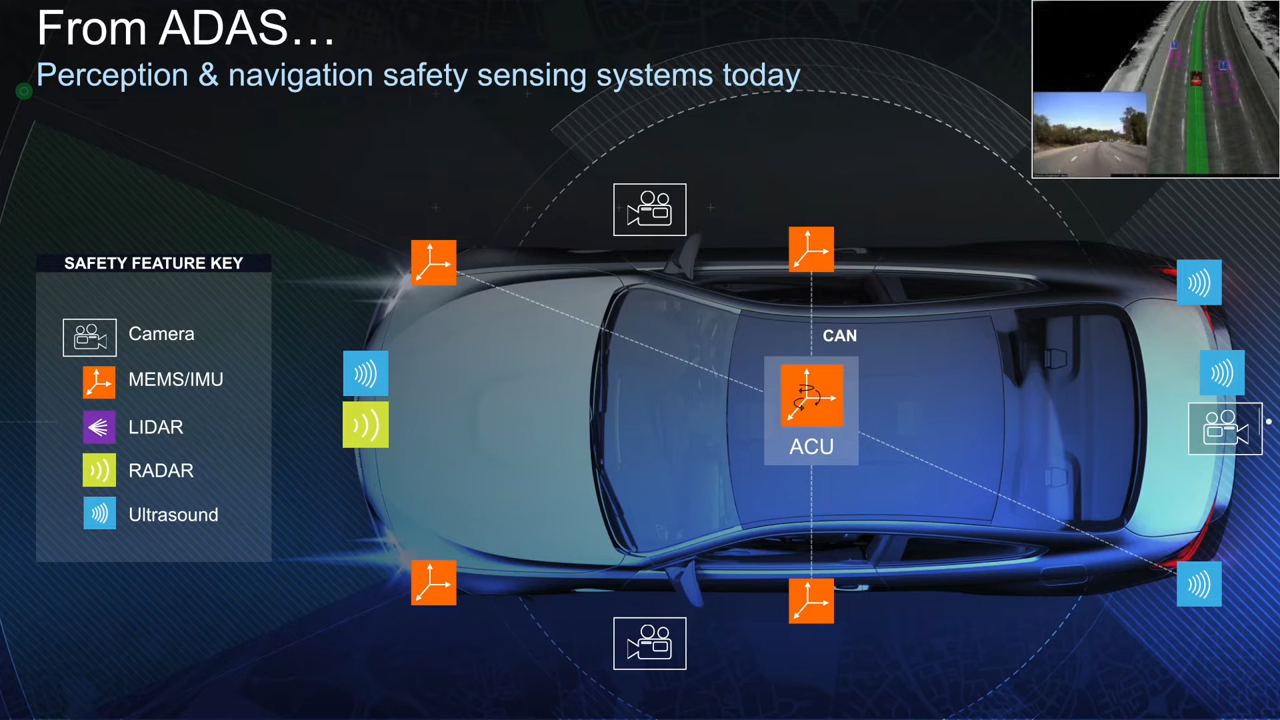 From ADAS…
Perception & navigation safety sensing systems today
SAFETY FEATURE KEY
Camera
MEMS/IMU
LIDAR
RADAR
Ultrasound
CAN
ACU